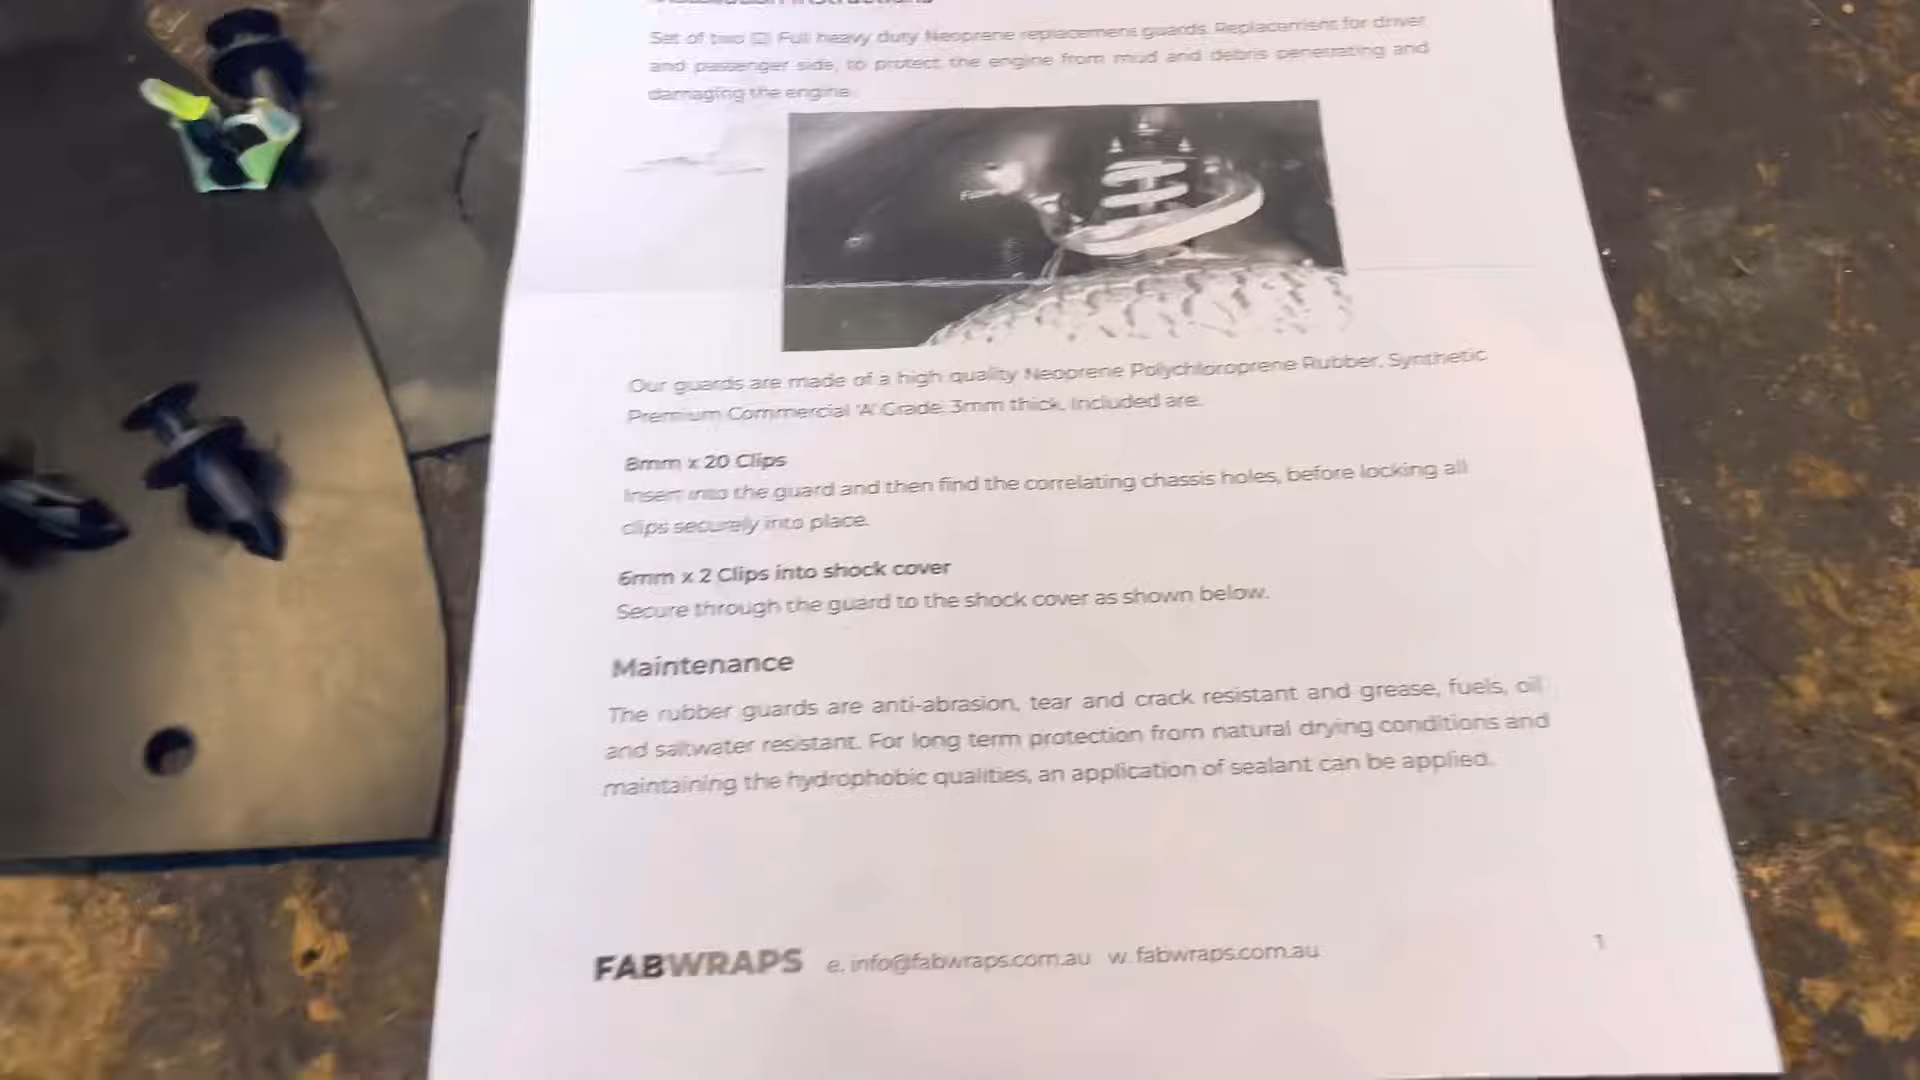 Installation Instructions
Set of two (2) Full heavy duty Neoprene replacement guards. Replacement for driver
and passenger side, to protect the engine from mud and debris penetrating and
damaging the engine.
Our guards are made of a high quality Neoprene Polychloroprene Rubber, Synthetic
Premium Commercial 'A' Grade 3mm thick. Included are:
8mm x 20 Clips
Insert into the guard and then find the correlating chassis holes, before locking all
clips securely into place.
6mm x 2 Clips into shock cover
Secure through the guard to the shock cover as shown below.
Maintenance
The rubber guards are anti-abrasion, tear and crack resistant and grease, fuels, oil
and saltwater resistant. For long term protection from natural drying conditions and
maintaining the hydrophobic qualities, an application of sealant can be applied.
FABWRAPS e. info@fabwraps.com.au w. fabwraps.com.au
1